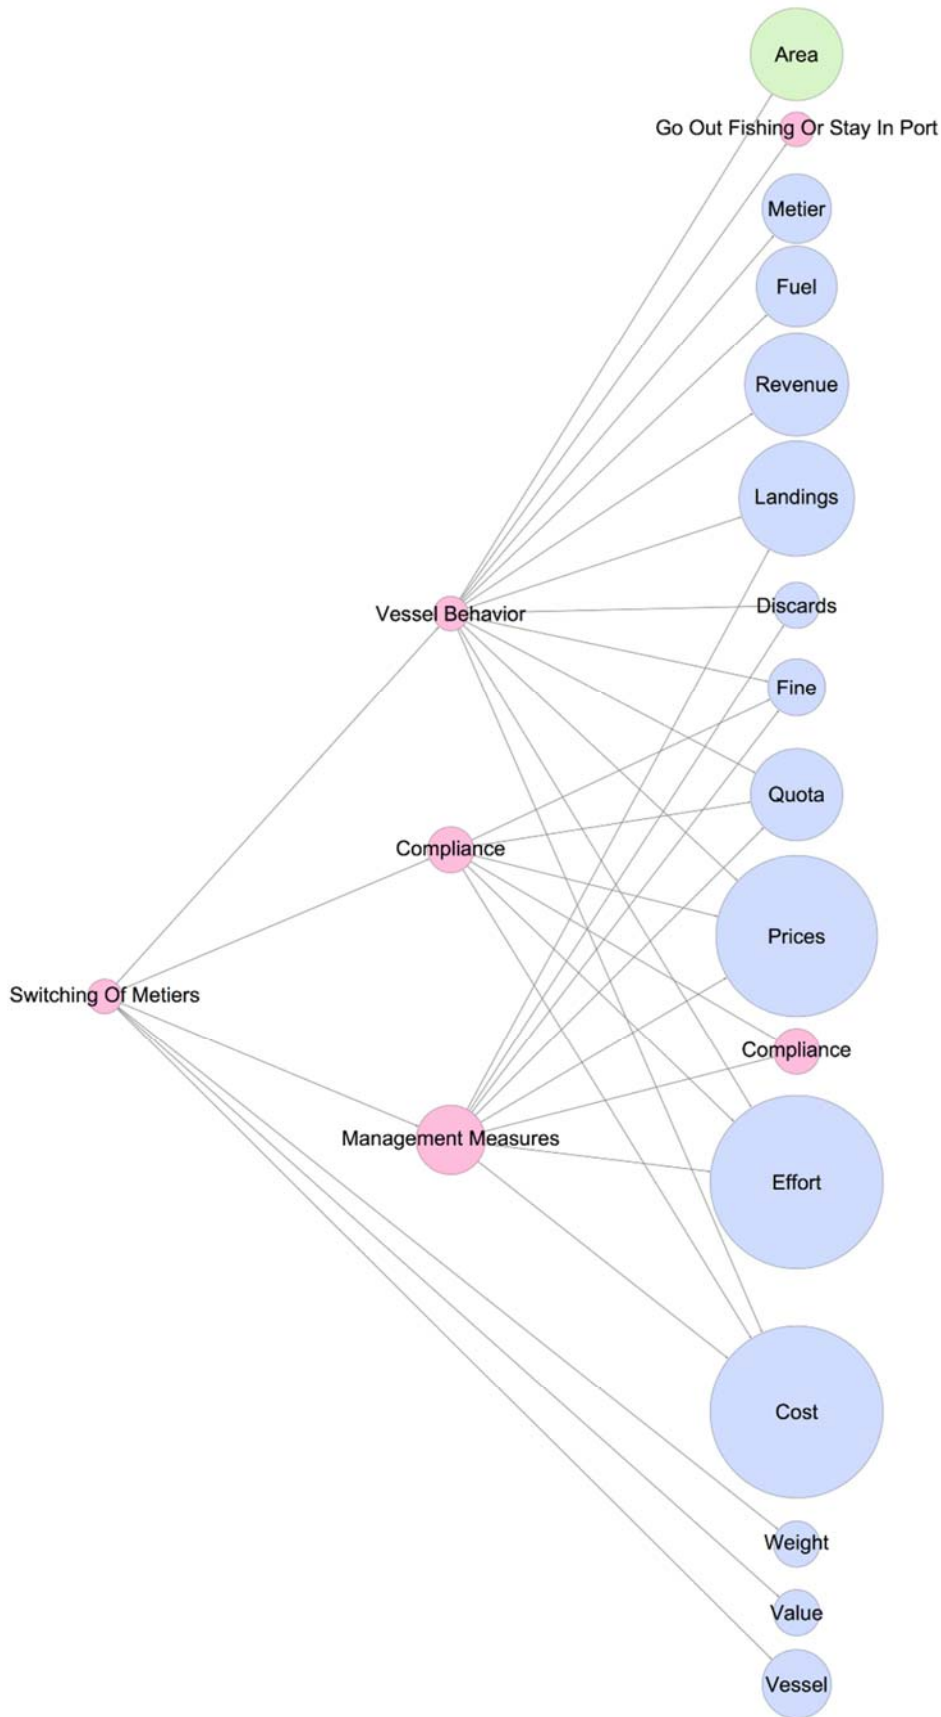 Area
Go Out Fishing Or Stay In Port
Metier
Fuel
Revenue
Landings
Discards
Vessel Behavior
Fine
Quota
Compliance
Prices
Switching Of Metiers
Compliance
Management Measures
Effort
Cost
Weight
Value
Vessel